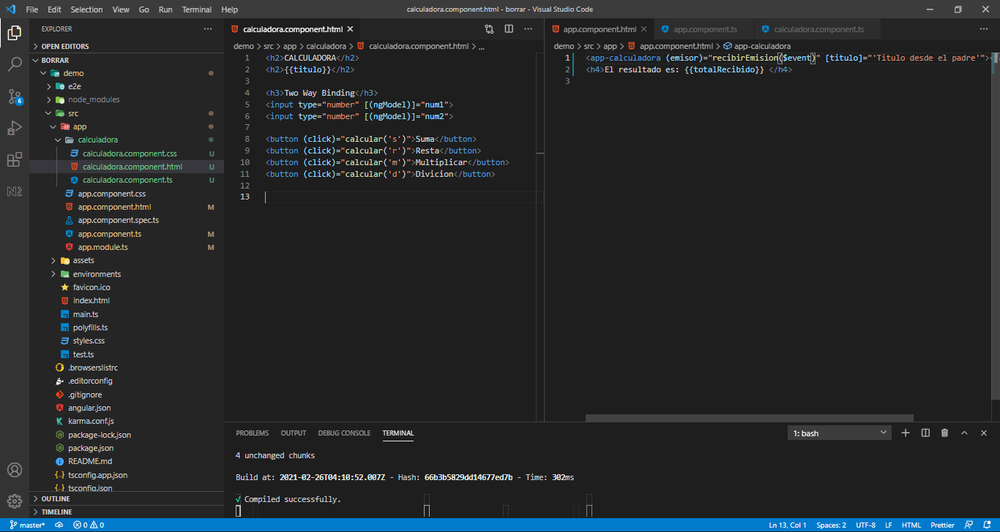 File Edit Selection View Go Run Terminal Help calculadora.component.html - borrar - Visual Studio Code
EXPLORER
OPEN EDITORS
BORRAR
demo
e2e
node_modules
src
app
calculadora
calculadora.component.css U
calculadora.component.html U
calculadora.component.ts U
app.component.css
app.component.html M
app.component.spec.ts
app.component.ts M
app.module.ts M
assets
environments
favicon.ico
index.html
main.ts
polyfills.ts
styles.css
test.ts
.browserslistrc
.editorconfig
.gitignore
angular.json
karma.conf.js
package-lock.json
package.json
README.md
tsconfig.app.json
tsconfig.json
OUTLINE
TIMELINE
6
calculadora.component.html
demo > src > app > calculadora > calculadora.component.html > ...
1 <h2>CALCULADORA</h2>
2 <h2>{{titulo}}</h2>
3
4 <h3>Two Way Binding</h3>
5 <input type="number" [(ngModel)]="num1">
6 <input type="number" [(ngModel)]="num2">
7
8 <button (click)="calcular('s')">Suma</button>
9 <button (click)="calcular('r')">Resta</button>
10 <button (click)="calcular('m')">Multiplicar</button>
11 <button (click)="calcular('d')">Divicion</button>
12
13
app.component.html app.component.ts calculadora.component.ts
demo > src > app > app.component.html > app-calculadora
1 <app-calculadora (emisor)="recibirEmision($event)" [titulo]="'Titulo desde el padre'">
2 <h4>El resultado es: {{totalRecibido}} </h4>
3
PROBLEMS OUTPUT DEBUG CONSOLE TERMINAL 1: bash
4 unchanged chunks
Build at: 2021-02-26T04:10:52.007Z - Hash: 66b3b5829dd14677ed7b - Time: 302ms
√ Compiled successfully.
master* 0 0 Ln 13, Col 1 Spaces: 2 UTF-8 LF HTML Prettier